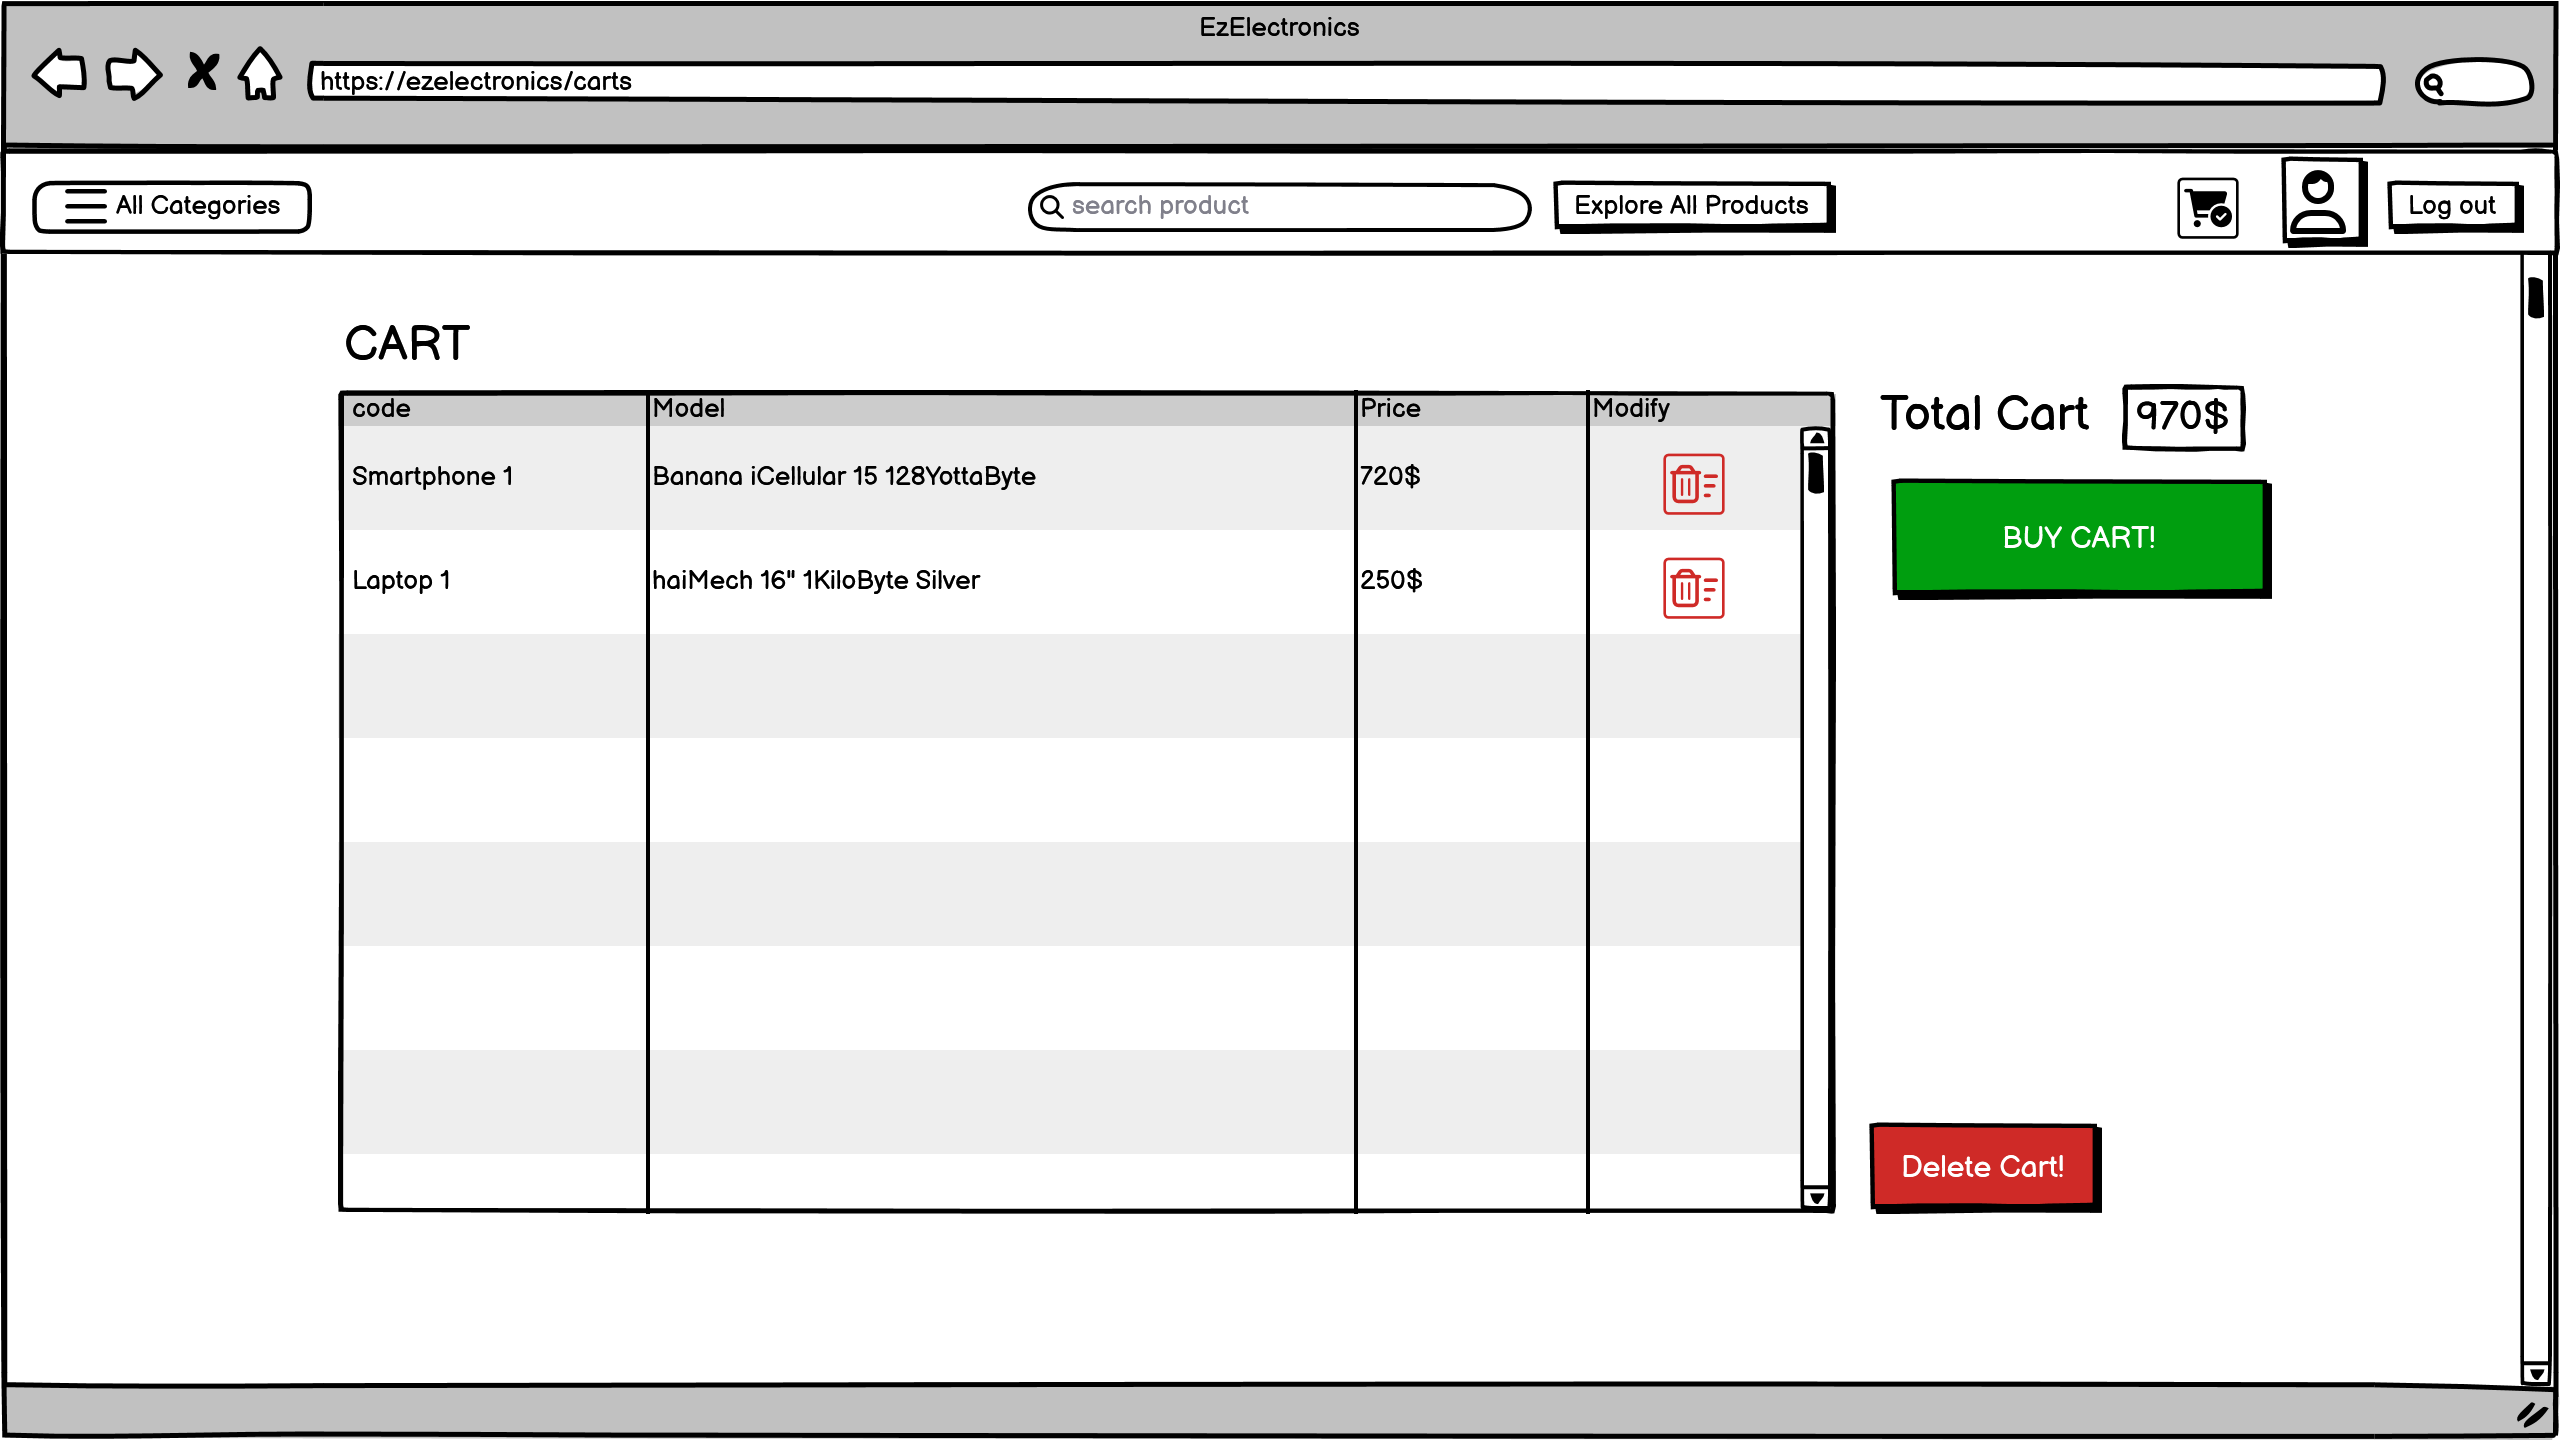 EzElectronics
https://ezelectronics/carts
All Categories
search product
Explore All Products
Log out
CART
code Model Price Modify
Total Cart 970$
Smartphone 1 Banana iCellular 15 128YottaByte 720$
BUY CART!
Laptop 1 haiMech 16" 1KiloByte Silver 250$
Delete Cart!